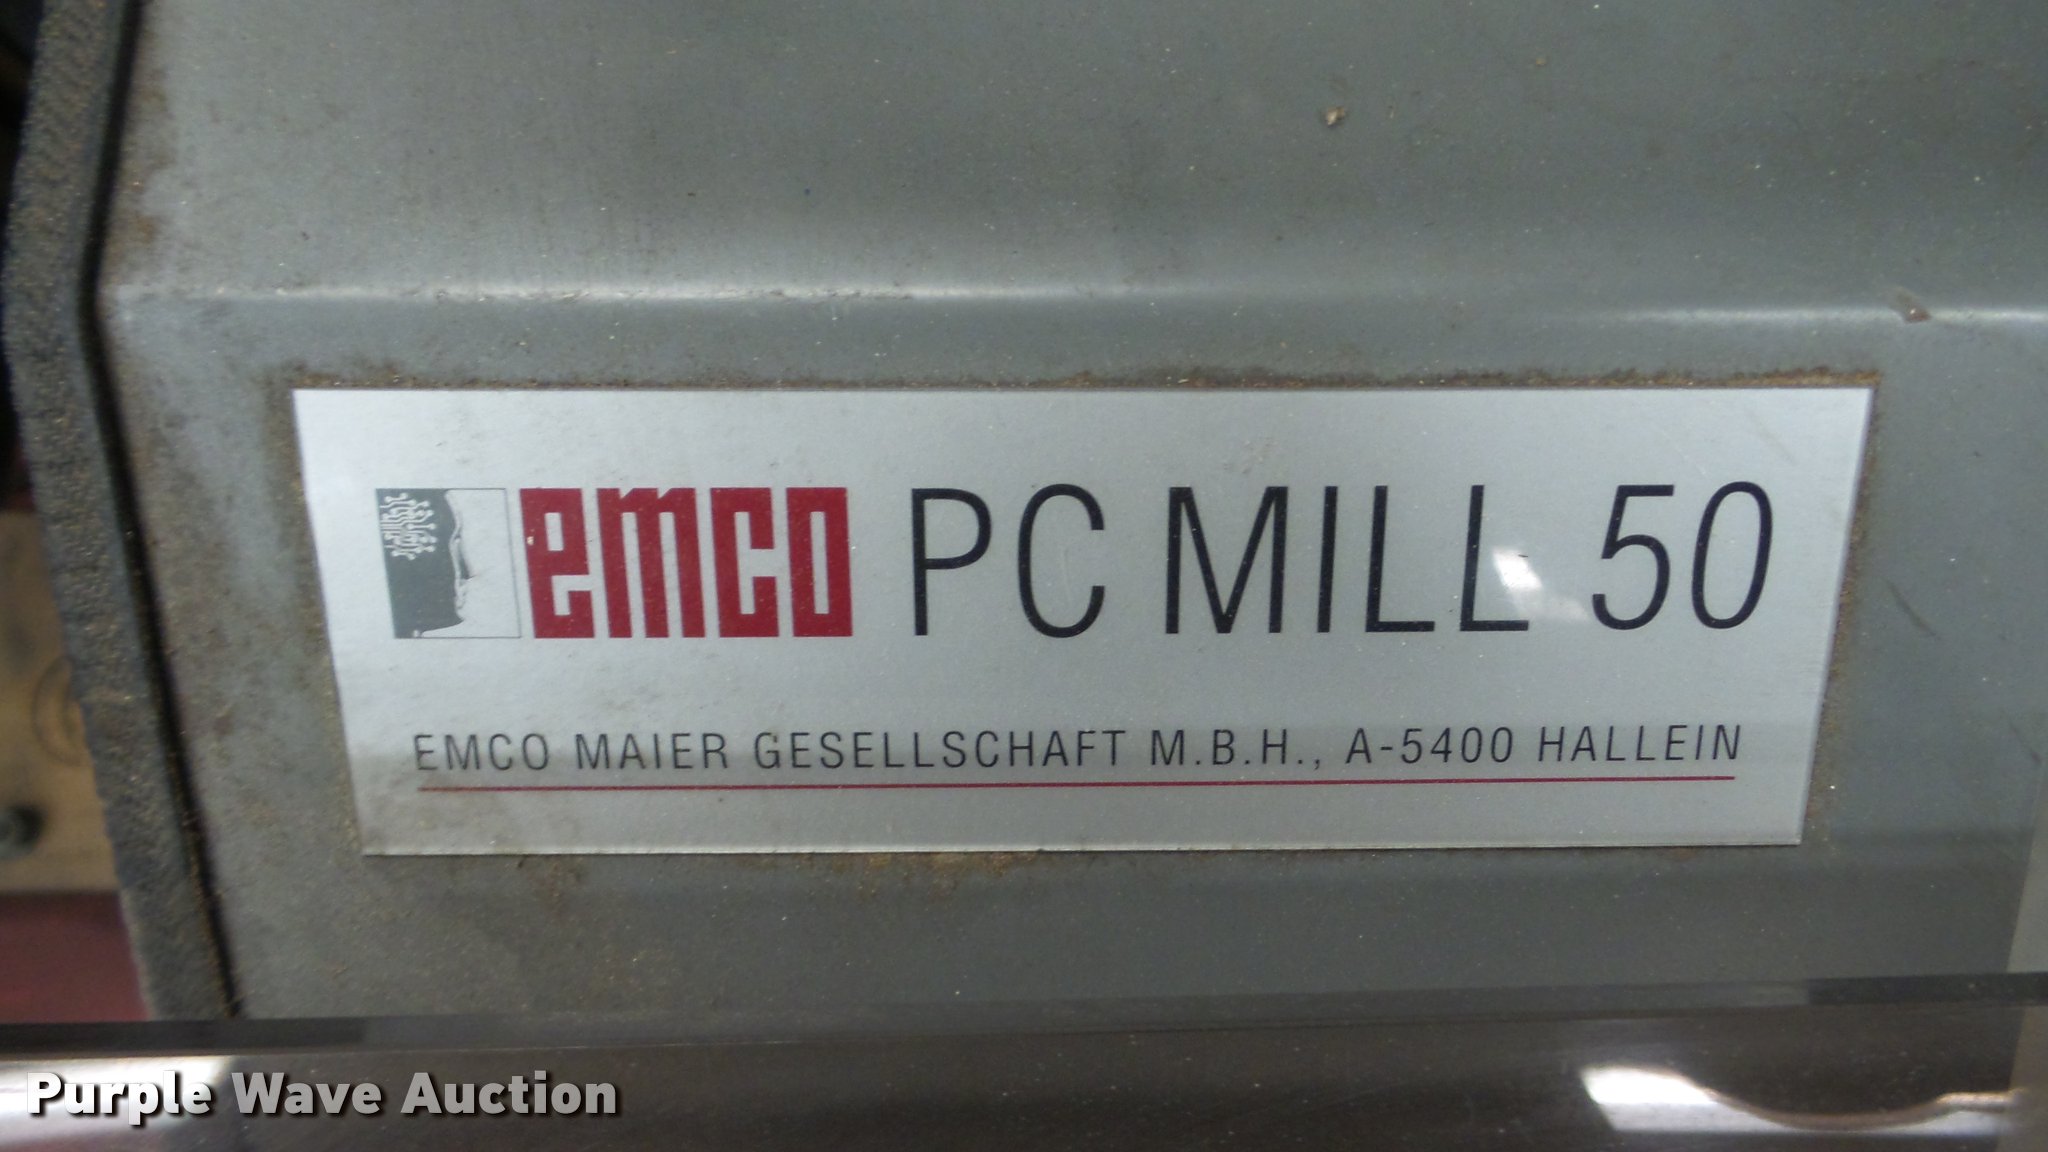 emco PC MILL 50
EMCO MAIER GESELLSCHAFT M.B.H., A-5400 HALLEIN
Purple Wave Auction